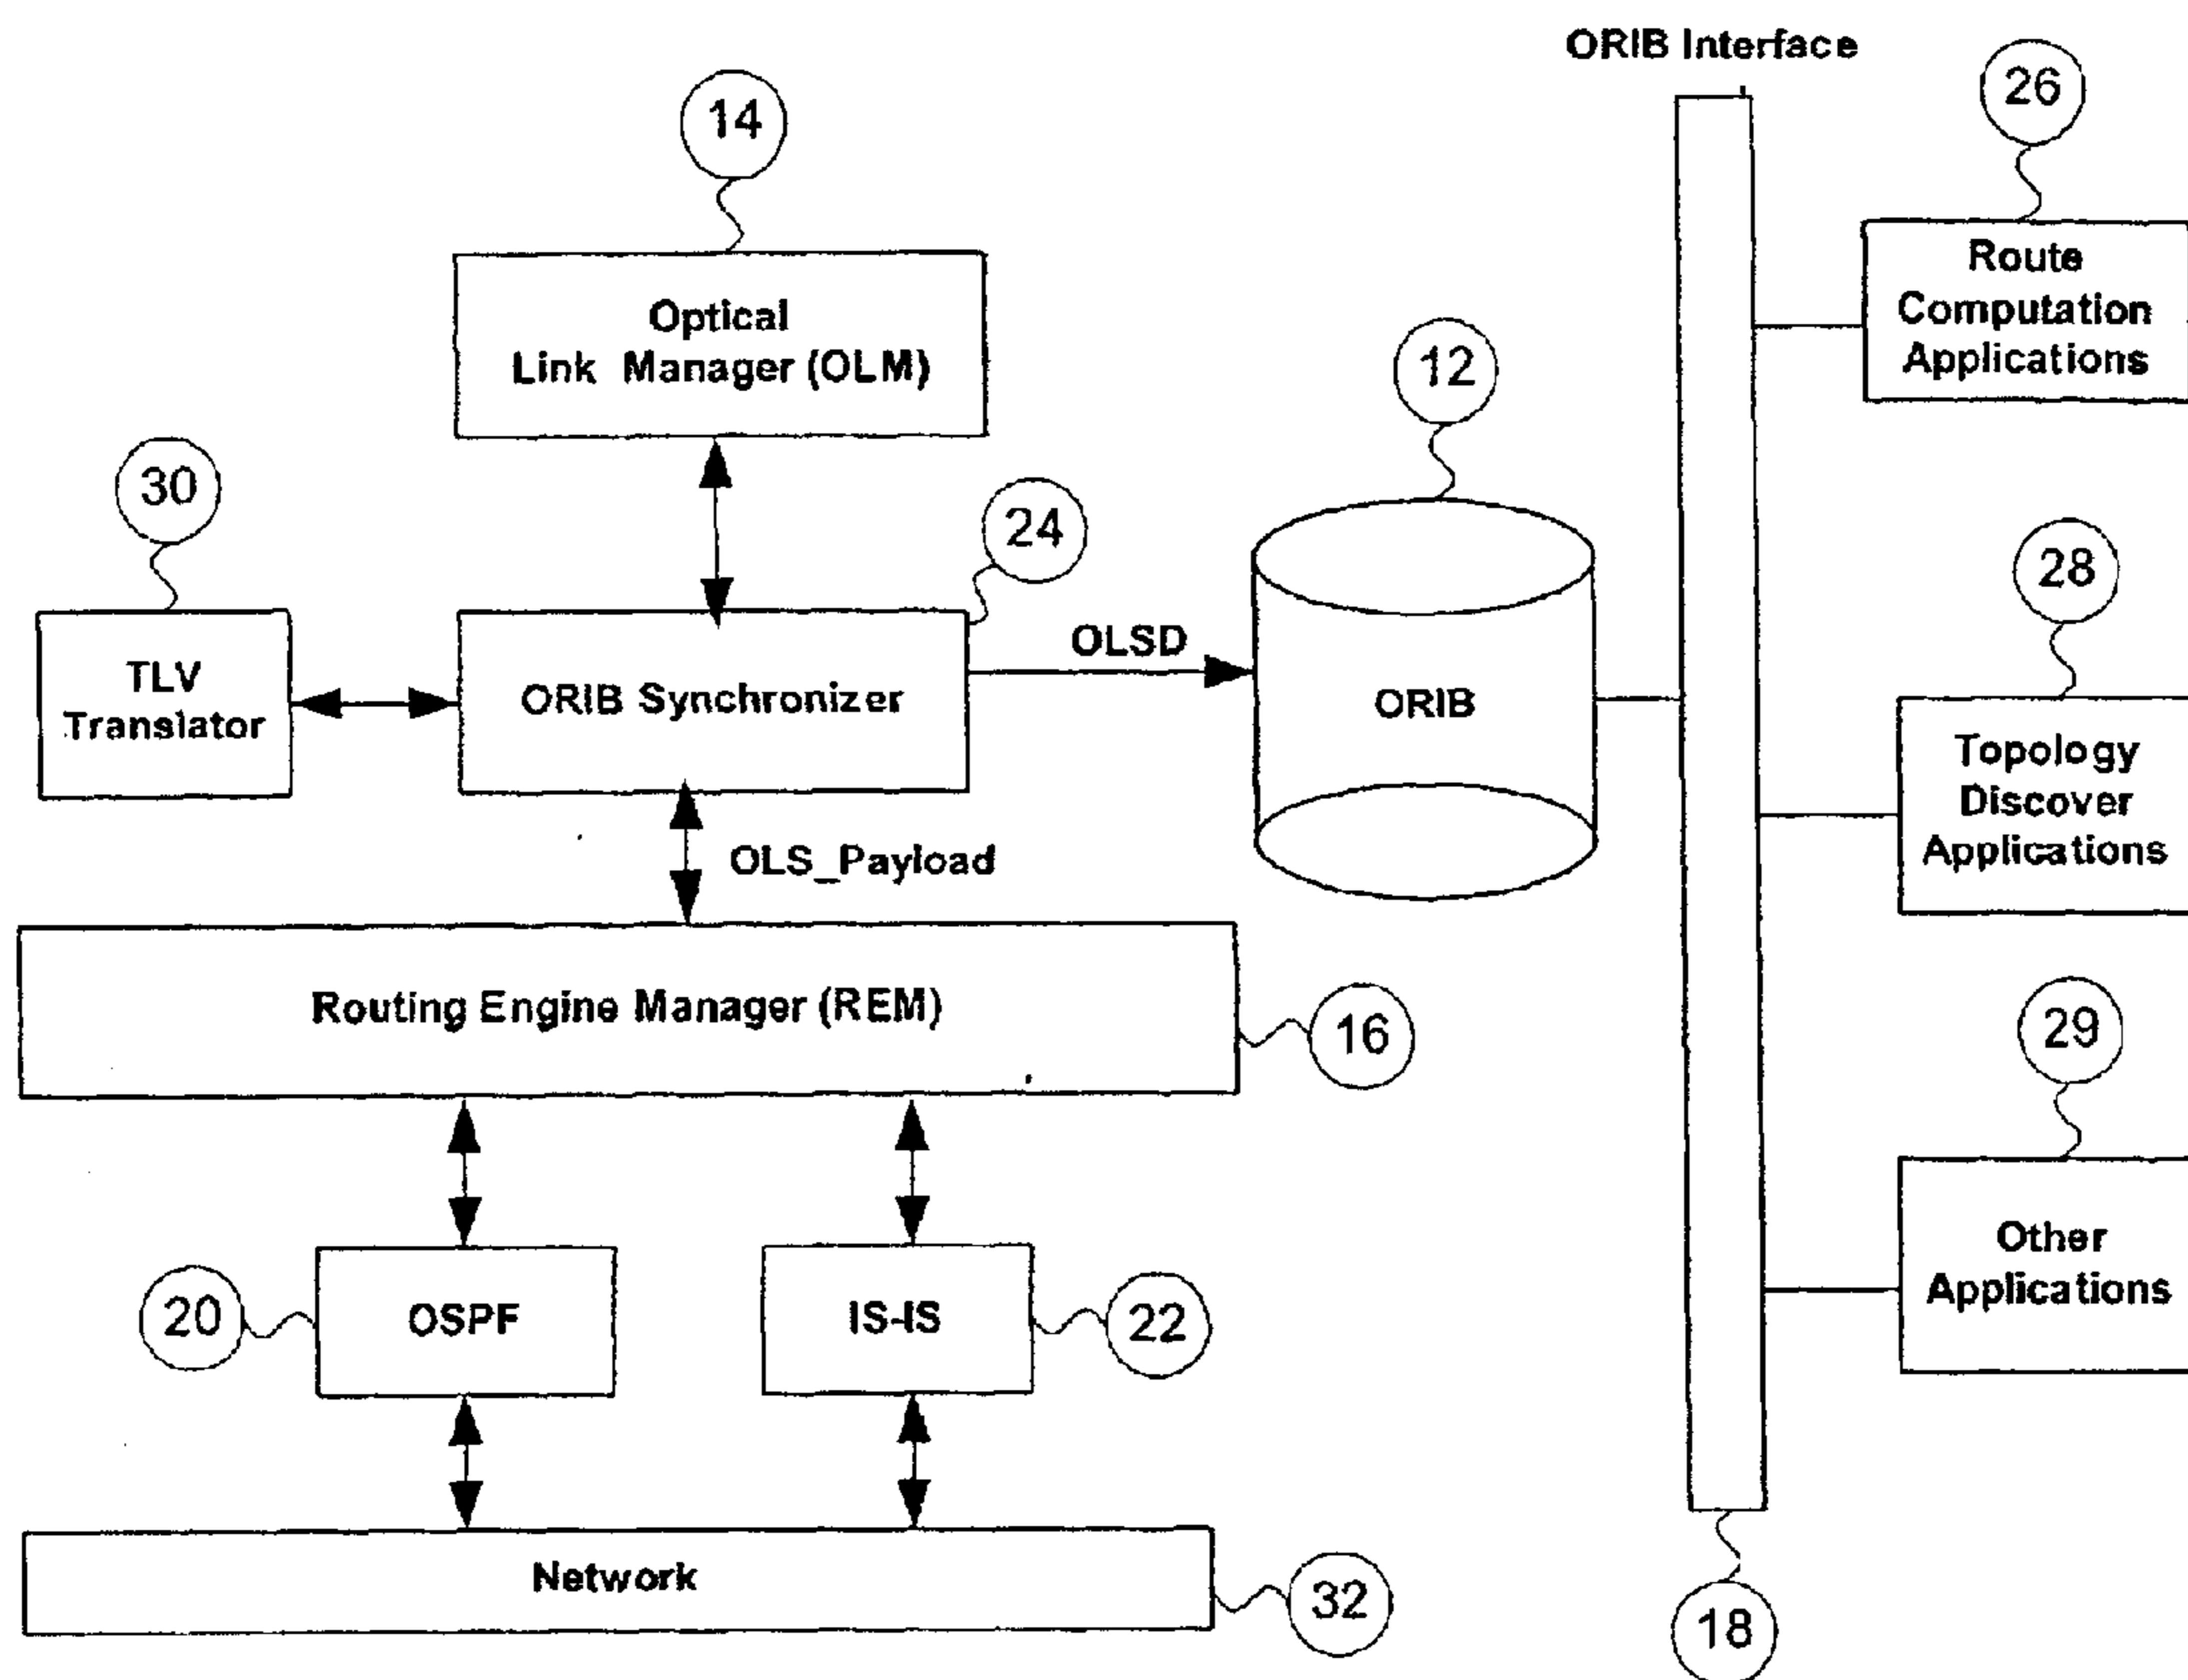 ORIB Interface
26
14
Route
Computation
Applications
Optical
Link Manager (OLM)
12
30
24
28
TLV
Translator
ORIB Synchronizer
OLSD
ORIB
Topology
Discover
Applications
OLS_Payload
Routing Engine Manager (REM)
16
29
Other
Applications
20
OSPF
IS-IS
22
Network
32
18